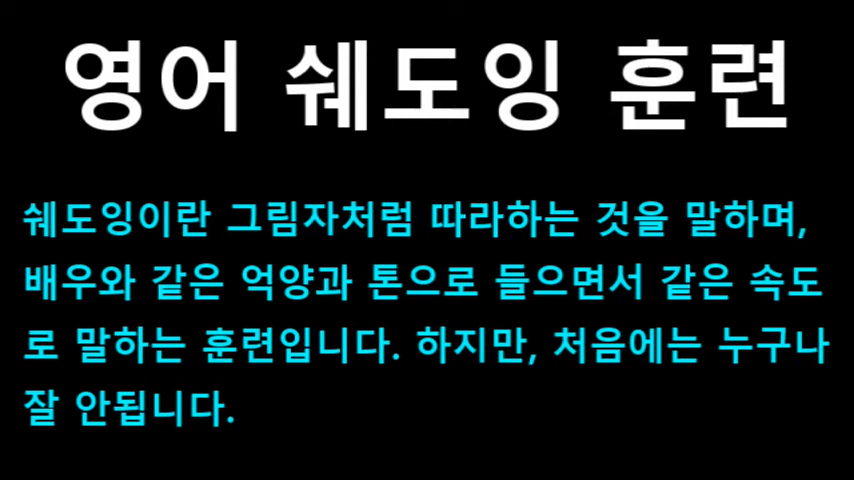 영어 쉐도잉 훈련
쉐도잉이란 그림자처럼 따라하는 것을 말하며,
배우와 같은 억양과 톤으로 들으면서 같은 속도
로 말하는 훈련입니다. 하지만, 처음에는 누구나
잘 안됩니다.